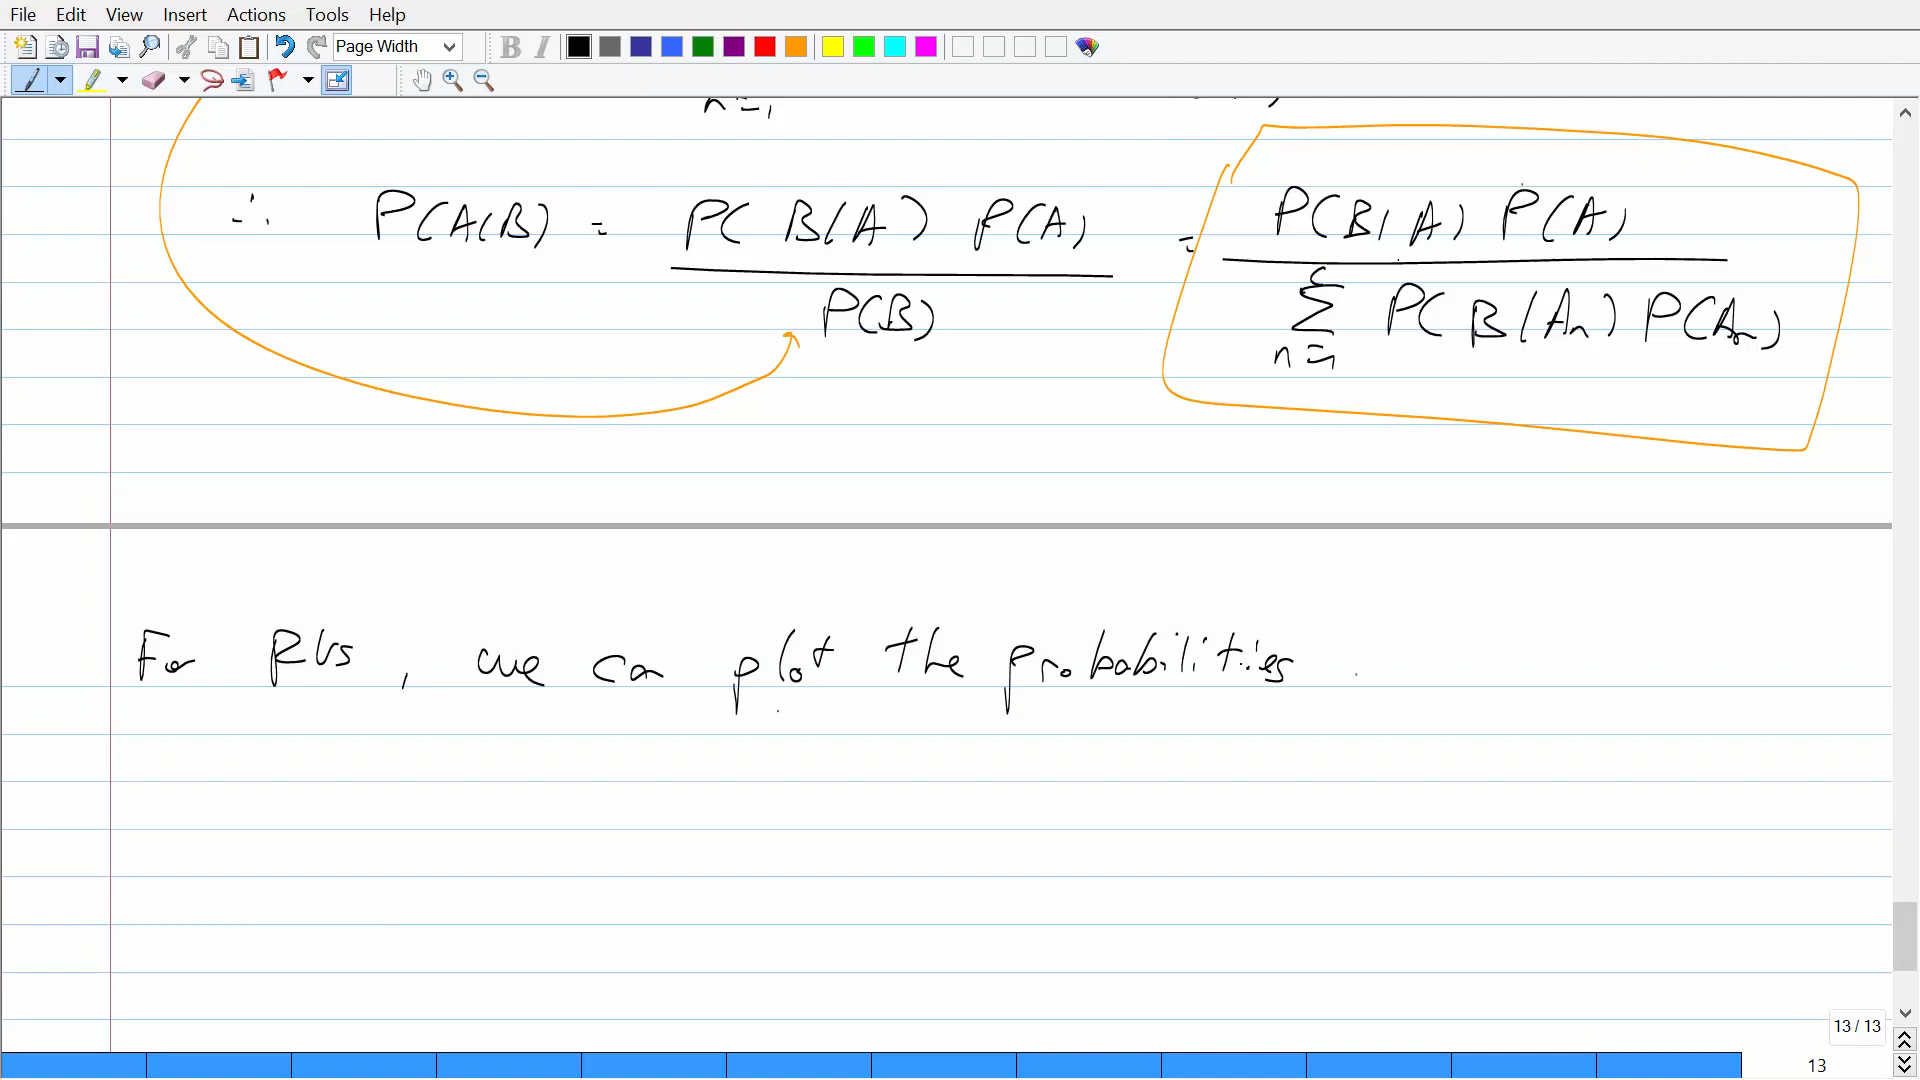 File Edit View Insert Actions Tools Help
Page Width
B I
n=1
∴ P(A|B) = P(B|A) P(A) / P(B) = P(B|A) P(A) / c Σ n=1 P(B|An) P(An)
For RVs, we can plot the probabilities
13 / 13
13